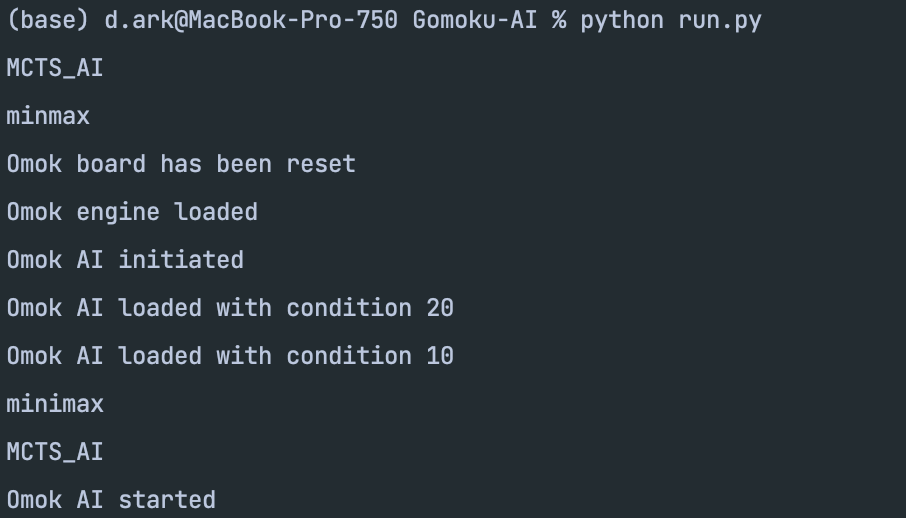 (base) d.ark@MacBook-Pro-750 Gomoku-AI % python run.py
MCTS_AI
minmax
Omok board has been reset
Omok engine loaded
Omok AI initiated
Omok AI loaded with condition 20
Omok AI loaded with condition 10
minimax
MCTS_AI
Omok AI started